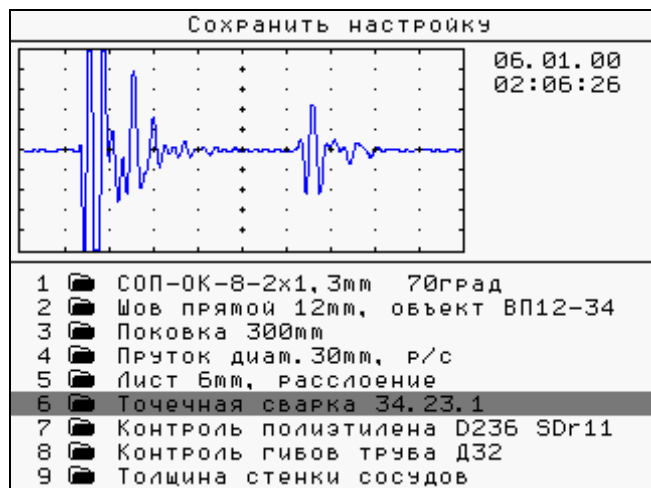 Сохранить настройку
06.01.00
02:06:26
1 СОП-ОК-8-2х1,3mm 70град
2 Шов прямой 12mm, объект ВП12-34
3 Поковка 300mm
4 Пруток диам.30mm, р/с
5 Лист 6mm, расслоение
6 Точечная сварка 34.23.1
7 Контроль полиэтилена D236 SDr11
8 Контроль гибов труба Д32
9 Толщина стенки сосудов